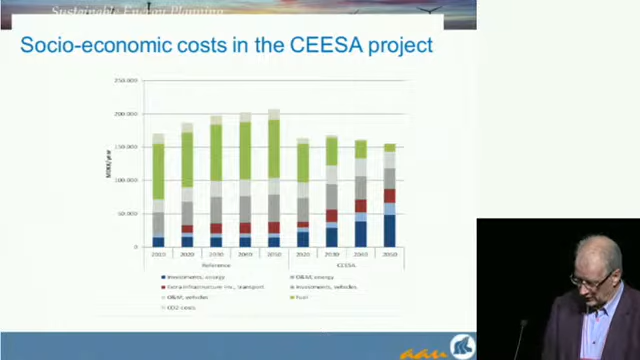 Sustainable Energy Planning
Socio-economic costs in the CEESA project
250.000
200.000
150.000
100.000
50.000
0
MDKK/year
2010 2020 2030 2040 2050 2020 2030 2040 2050
Reference CEESA
Investments, energy
O&M, energy
Extra infrastructure inv., transport
Investments, vehicles
O&M, vehicles
Fuel
CO2 costs
aau